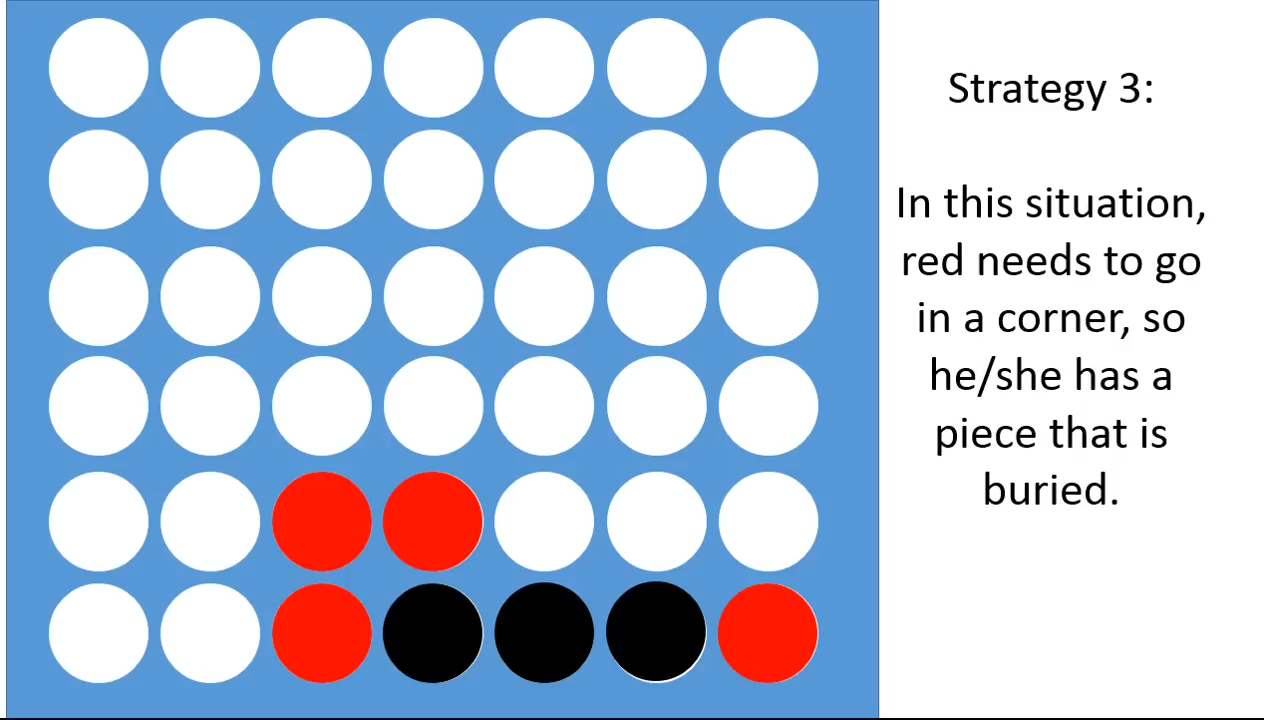 Strategy 3:
In this situation,
red needs to go
in a corner, so
he/she has a
piece that is
buried.